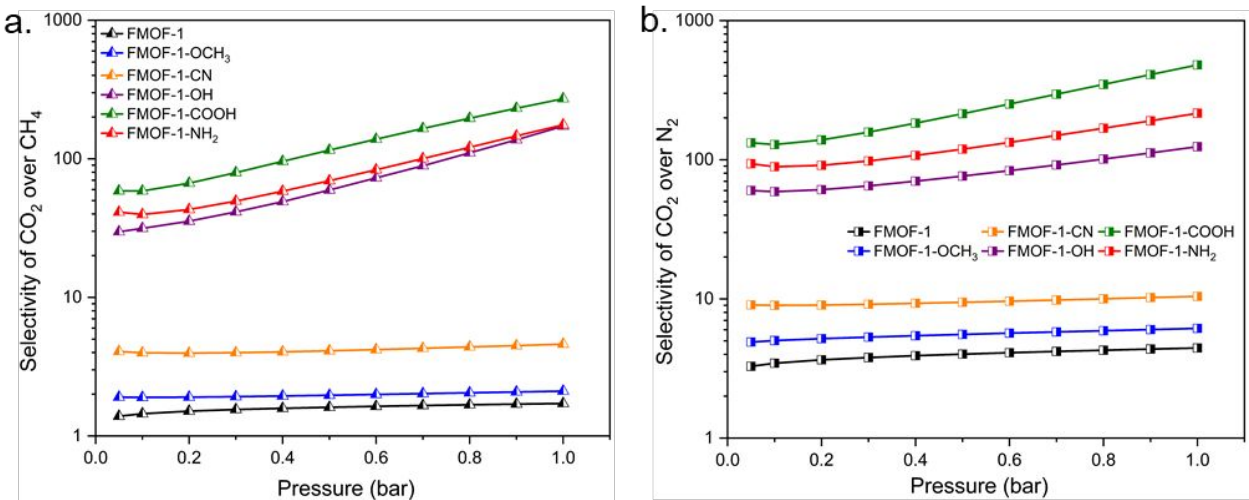 a.
Selectivity of CO₂ over CH₄
1000
100
10
1
FMOF-1
FMOF-1-OCH₃
FMOF-1-CN
FMOF-1-OH
FMOF-1-COOH
FMOF-1-NH₂
0.0 0.2 0.4 0.6 0.8 1.0
Pressure (bar)
b.
Selectivity of CO₂ over N₂
1000
100
10
1
FMOF-1 FMOF-1-CN FMOF-1-COOH
FMOF-1-OCH₃ FMOF-1-OH FMOF-1-NH₂
0.0 0.2 0.4 0.6 0.8 1.0
Pressure (bar)